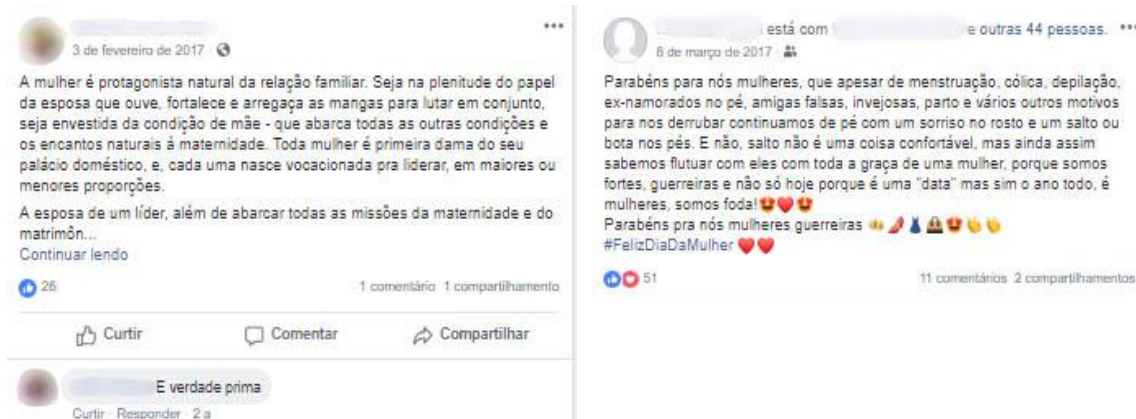 3 de fevereiro de 2017
A mulher é protagonista natural da relação familiar. Seja na plenitude do papel
da esposa que ouve, fortalece e arregaça as mangas para lutar em conjunto,
seja envestida da condição de mãe - que abarca todas as outras condições e
os encantos naturais á maternidade. Toda mulher é primeira dama do seu
palácio doméstico, e, cada uma nasce vocacionada pra liderar, em maiores ou
menores proporções.
A esposa de um líder, além de abarcar todas as missões da maternidade e do
matrimôn...
Continuar lendo
26
1 comentário 1 compartilhamento
Curtir Comentar Compartilhar
E verdade prima
Curtir · Responder · 2 a
está com e outras 44 pessoas.
8 de março de 2017
Parabéns para nós mulheres, que apesar de menstruação, cólica, depilação,
ex-namorados no pé, amigas falsas, invejosas, parto e vários outros motivos
para nos derrubar continuamos de pé com um sorriso no rosto e um salto ou
bota nos pés. E não, salto não é uma coisa confortável, mas ainda assim
sabemos flutuar com eles com toda a graça de uma mulher, porque somos
fortes, guerreiras e não só hoje porque é uma "data" mas sim o ano todo, é
mulheres, somos foda!😍❤️😍
Parabéns pra nós mulheres guerreiras 👊💅👗👜😍👏👏
#FelizDiaDaMulher ❤️❤️
51
11 comentários 2 compartilhamentos